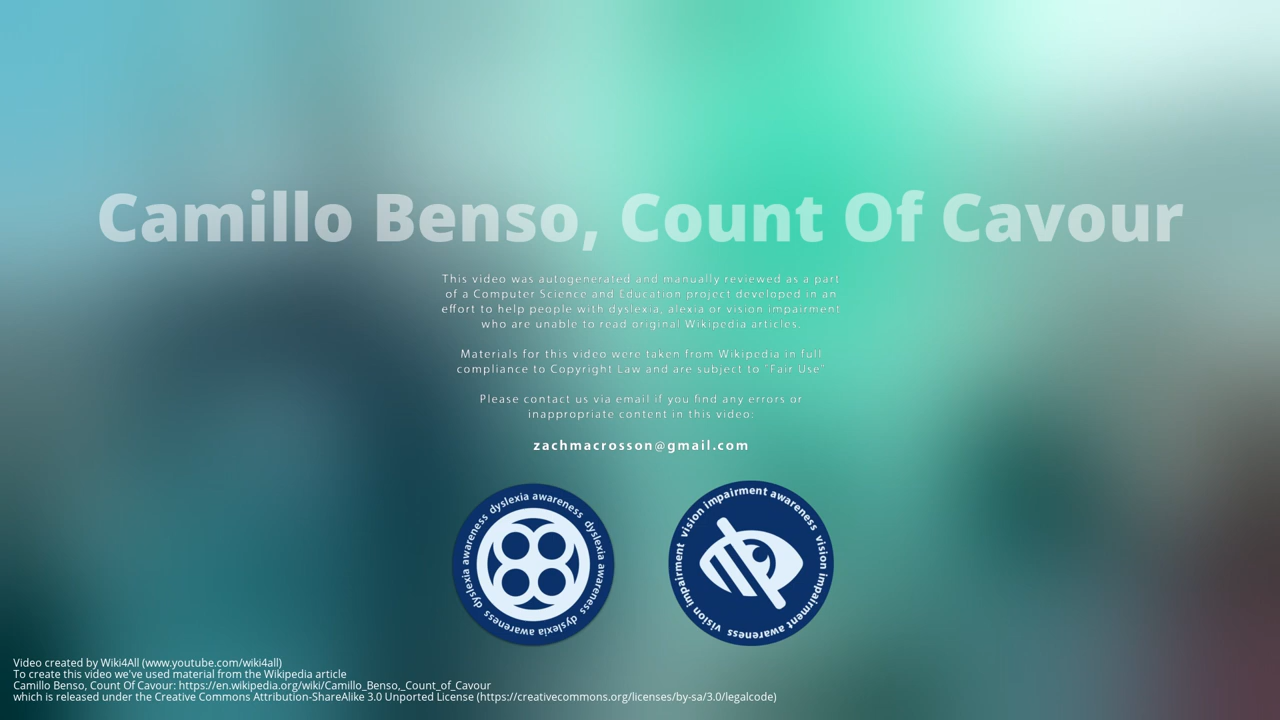 Camillo Benso, Count Of Cavour
This video was autogenerated and manually reviewed as a part
of a Computer Science and Education project developed in an
effort to help people with dyslexia, alexia or vision impairment
who are unable to read original Wikipedia articles.
Materials for this video were taken from Wikipedia in full
compliance to Copyright Law and are subject to "Fair Use"
Please contact us via email if you find any errors or
inappropriate content in this video:
zachmacrosson@gmail.com
dyslexia awareness dyslexia awareness dyslexia awareness
vision impairment awareness vision impairment awareness vision impairment
Video created by Wiki4All (www.youtube.com/wiki4all)
To create this video we've used material from the Wikipedia article
Camillo Benso, Count Of Cavour: https://en.wikipedia.org/wiki/Camillo_Benso,_Count_of_Cavour
which is released under the Creative Commons Attribution-ShareAlike 3.0 Unported License (https://creativecommons.org/licenses/by-sa/3.0/legalcode)